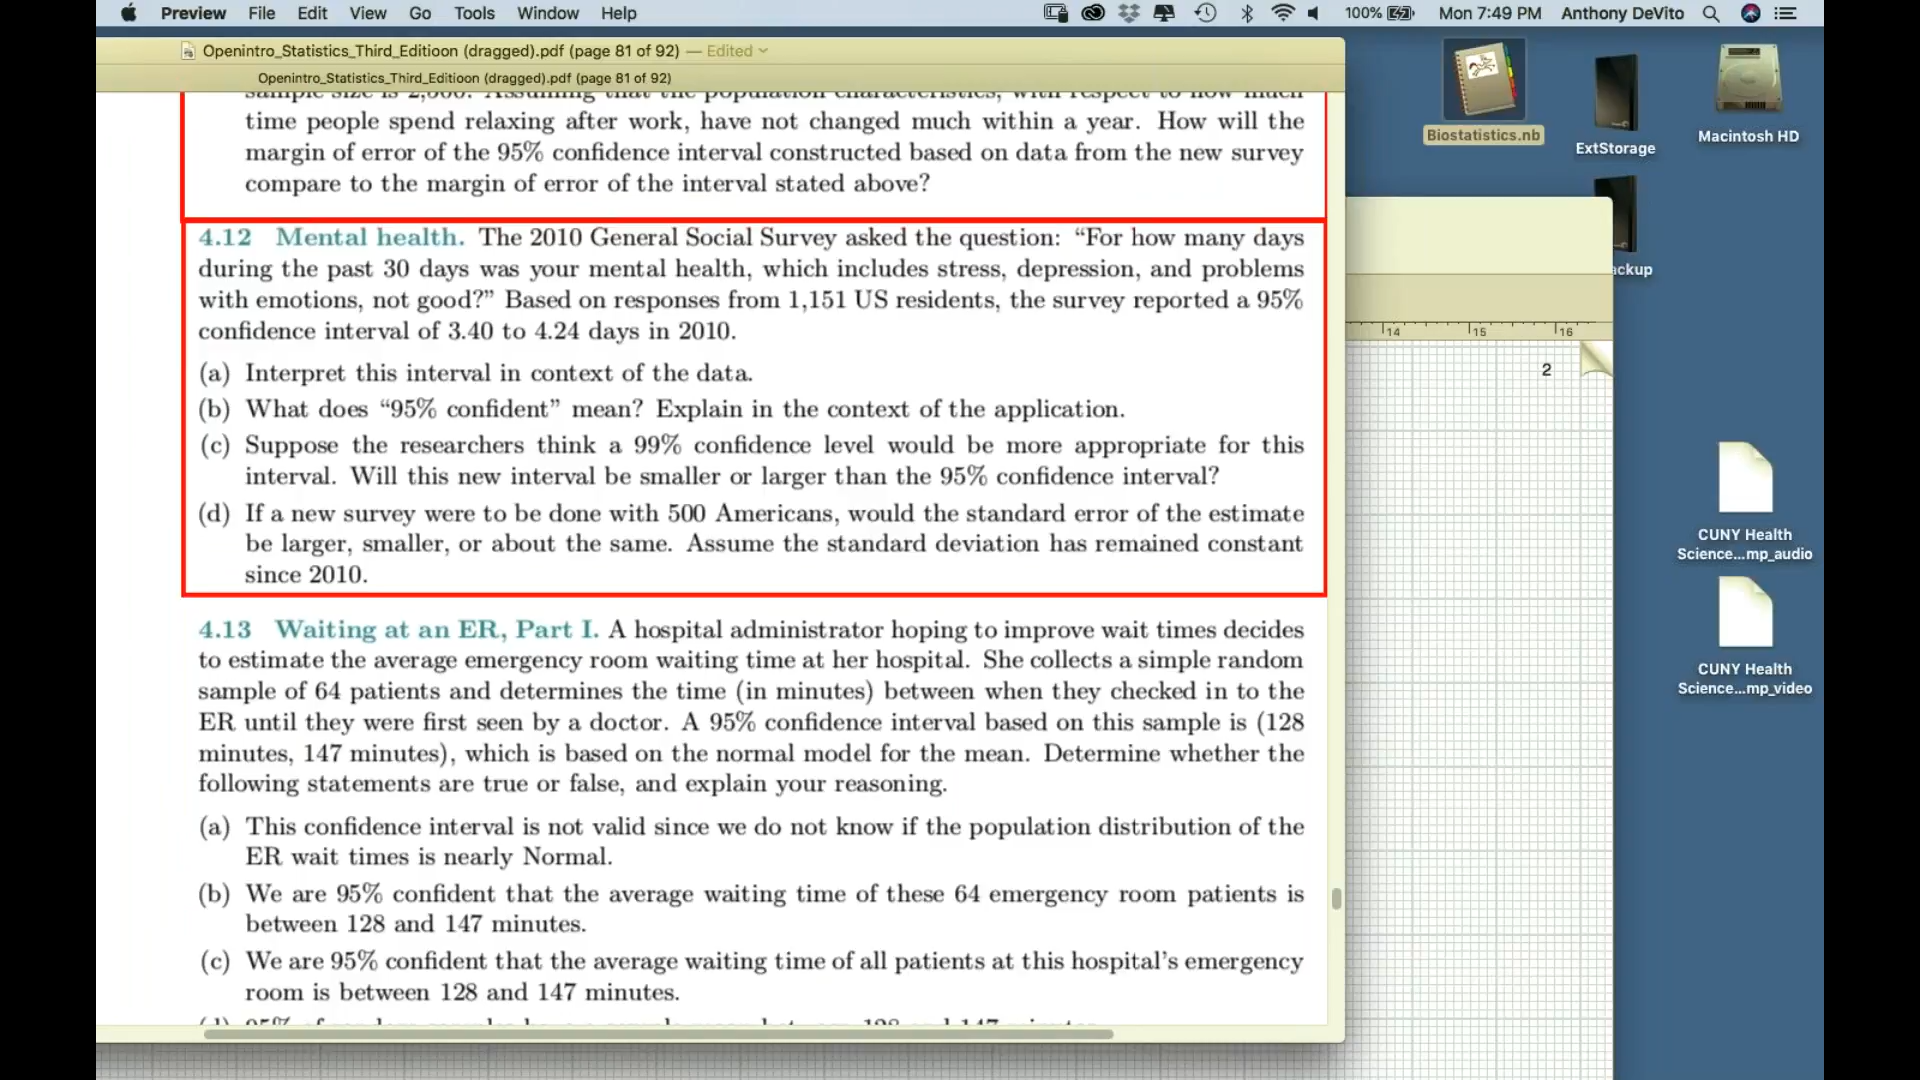 Preview File Edit View Go Tools Window Help 100% Mon 7:49 PM Anthony DeVito
Openintro_Statistics_Third_Editioon (dragged).pdf (page 81 of 92) — Edited
Openintro_Statistics_Third_Editioon (dragged).pdf (page 81 of 92)
sample size is 2,500. Assuming that the population characteristics, with respect to how much
time people spend relaxing after work, have not changed much within a year. How will the
margin of error of the 95% confidence interval constructed based on data from the new survey
compare to the margin of error of the interval stated above?
4.12 Mental health. The 2010 General Social Survey asked the question: “For how many days
during the past 30 days was your mental health, which includes stress, depression, and problems
with emotions, not good?” Based on responses from 1,151 US residents, the survey reported a 95%
confidence interval of 3.40 to 4.24 days in 2010.
(a) Interpret this interval in context of the data.
(b) What does “95% confident” mean? Explain in the context of the application.
(c) Suppose the researchers think a 99% confidence level would be more appropriate for this
interval. Will this new interval be smaller or larger than the 95% confidence interval?
(d) If a new survey were to be done with 500 Americans, would the standard error of the estimate
be larger, smaller, or about the same. Assume the standard deviation has remained constant
since 2010.
4.13 Waiting at an ER, Part I. A hospital administrator hoping to improve wait times decides
to estimate the average emergency room waiting time at her hospital. She collects a simple random
sample of 64 patients and determines the time (in minutes) between when they checked in to the
ER until they were first seen by a doctor. A 95% confidence interval based on this sample is (128
minutes, 147 minutes), which is based on the normal model for the mean. Determine whether the
following statements are true or false, and explain your reasoning.
(a) This confidence interval is not valid since we do not know if the population distribution of the
ER wait times is nearly Normal.
(b) We are 95% confident that the average waiting time of these 64 emergency room patients is
between 128 and 147 minutes.
(c) We are 95% confident that the average waiting time of all patients at this hospital’s emergency
room is between 128 and 147 minutes.
14 15 16
2
Biostatistics.nb
ExtStorage
Macintosh HD
ackup
CUNY Health
Science...mp_audio
CUNY Health
Science...mp_video